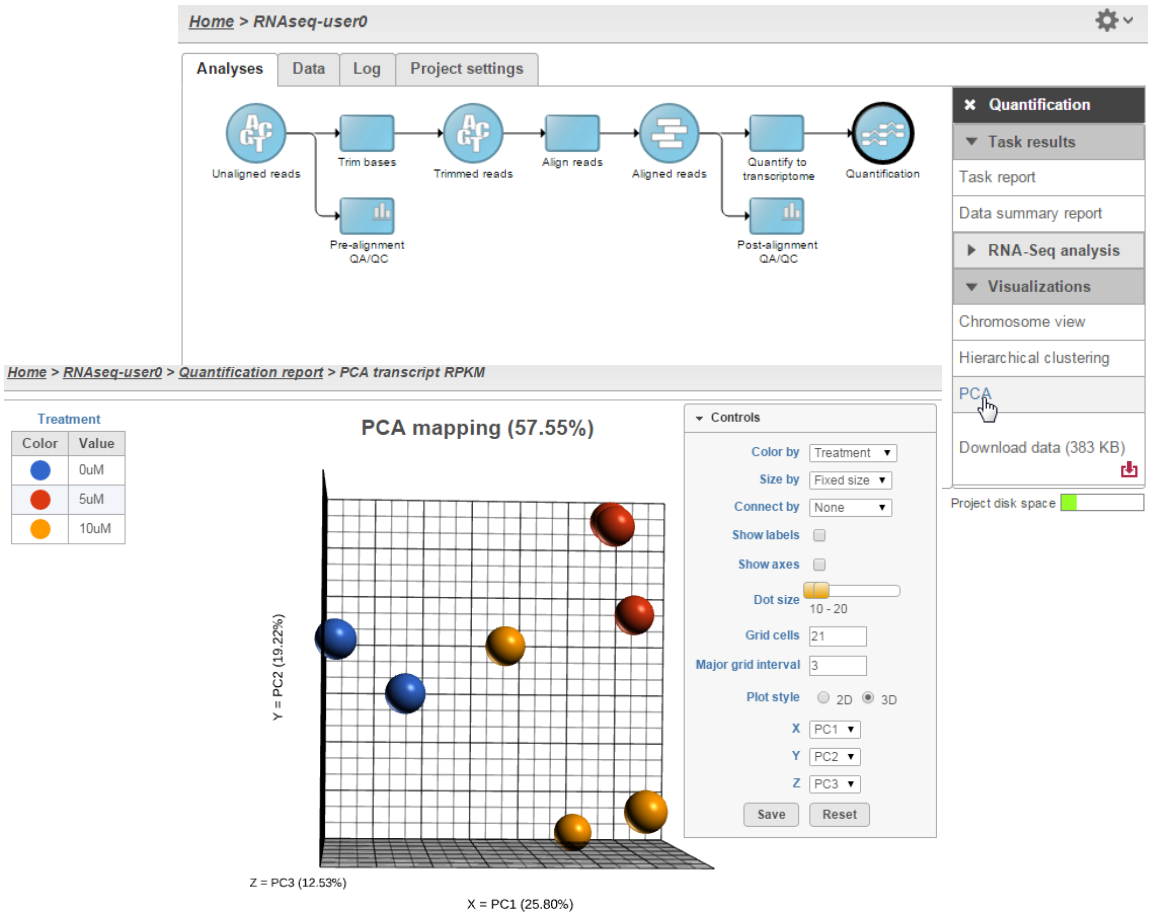 Home > RNAseq-user0
Analyses Data Log Project settings
Unaligned reads
Trim bases
Trimmed reads
Align reads
Aligned reads
Quantify to
transcriptome
Quantification
Pre-alignment
QA/QC
Post-alignment
QA/QC
Quantification
Task results
Task report
Data summary report
RNA-Seq analysis
Visualizations
Chromosome view
Hierarchical clustering
PCA
Download data (383 KB)
Project disk space
Home > RNAseq-user0 > Quantification report > PCA transcript RPKM
Treatment
Color Value
0uM
5uM
10uM
PCA mapping (57.55%)
Y = PC2 (19.22%)
Z = PC3 (12.53%)
X = PC1 (25.80%)
Controls
Color by Treatment
Size by Fixed size
Connect by None
Show labels
Show axes
Dot size
10 - 20
Grid cells 21
Major grid interval 3
Plot style 2D 3D
X PC1
Y PC2
Z PC3
Save Reset